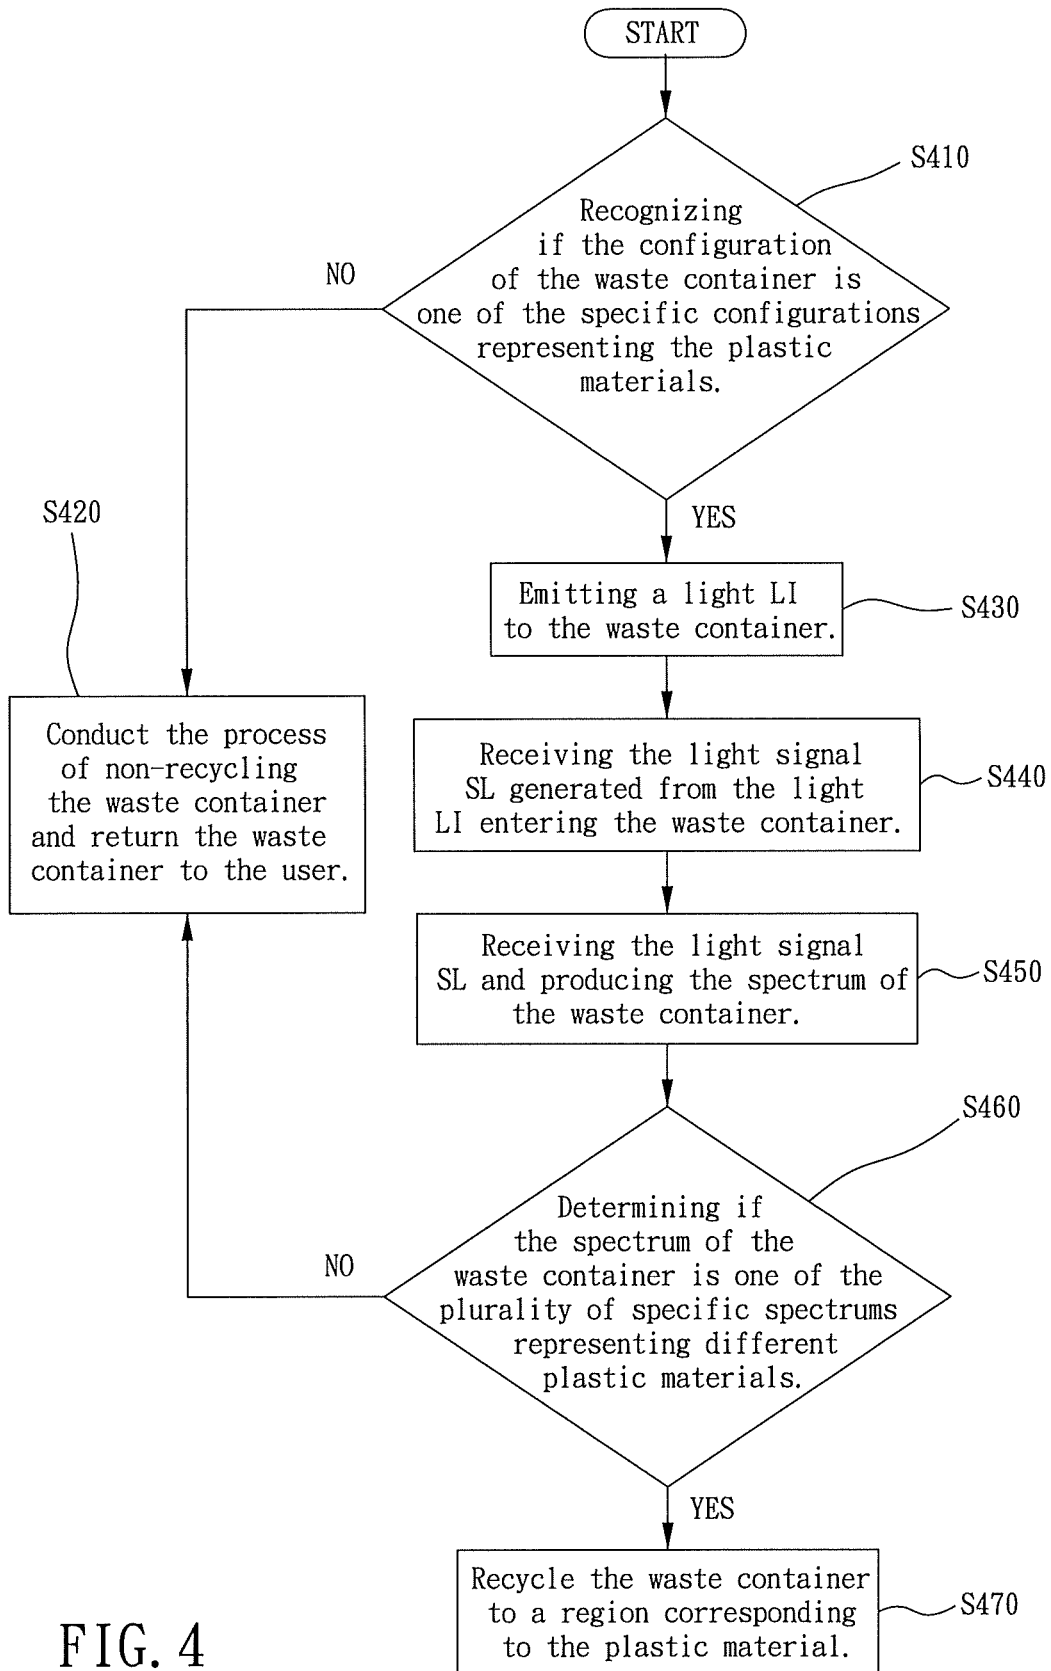 START
S410
Recognizing
if the configuration
of the waste container is
one of the specific configurations
representing the plastic
materials.
NO
YES
S420
Emitting a light LI
to the waste container.
S430
Conduct the process
of non-recycling
the waste container
and return the waste
container to the user.
Receiving the light signal
SL generated from the light
LI entering the waste container.
S440
Receiving the light signal
SL and producing the spectrum of
the waste container.
S450
S460
Determining if
the spectrum of the
waste container is one of the
plurality of specific spectrums
representing different
plastic materials.
NO
YES
Recycle the waste container
to a region corresponding
to the plastic material.
S470
FIG. 4